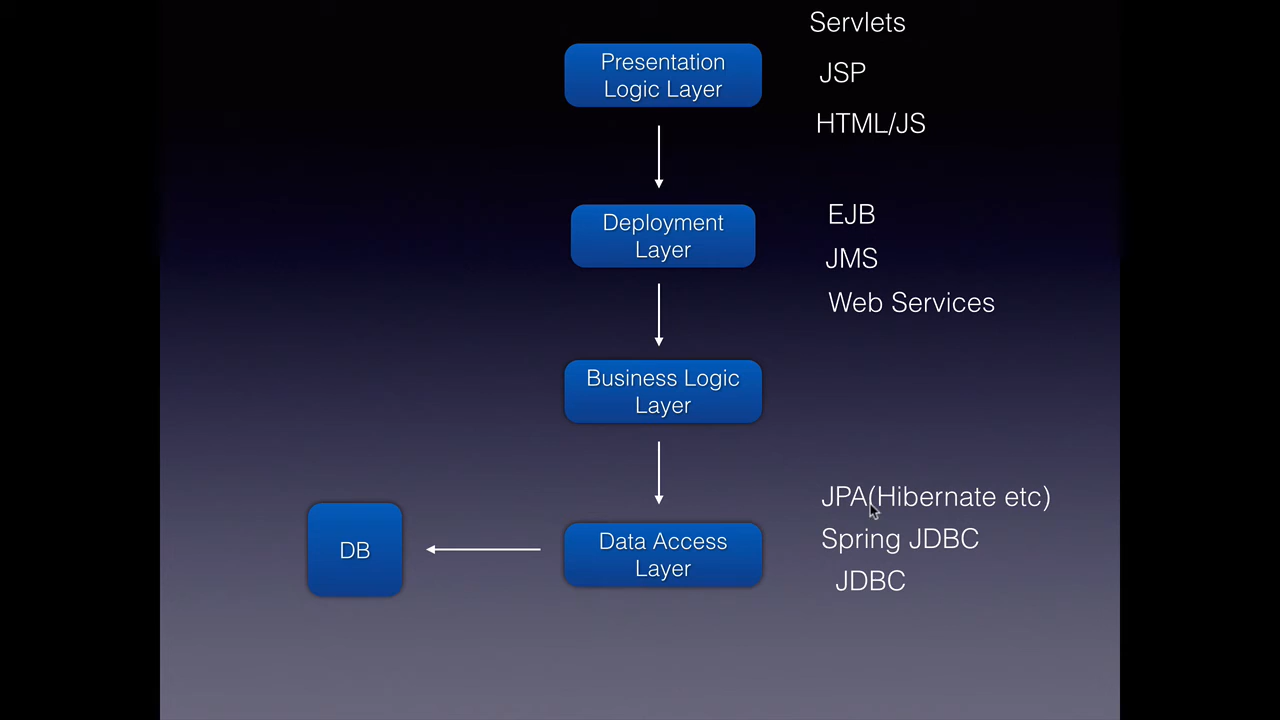 Servlets
Presentation
Logic Layer
JSP
HTML/JS
Deployment
Layer
EJB
JMS
Web Services
Business Logic
Layer
JPA(Hibernate etc)
Spring JDBC
JDBC
Data Access
Layer
DB